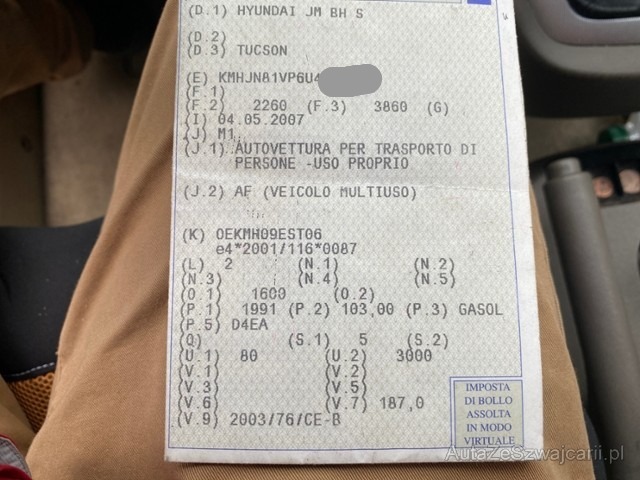 (D.1) HYUNDAI JM BH S
(D.2)
(D.3) TUCSON
(E) KMHJN81VP6U4
(F.1)
(F.2) 2260 (F.3) 3860 (G)
(I) 04.05.2007
(J) M1
(J.1) AUTOVETTURA PER TRASPORTO DI
PERSONE -USO PROPRIO
(J.2) AF (VEICOLO MULTIUSO)
(K) OEKMH09EST06
e4*2001/116*0087
(L) 2 (N.1) (N.2)
(N.3) (N.4) (N.5)
(O.1) 1600 (O.2)
(P.1) 1991 (P.2) 103,00 (P.3) GASOL
(P.5) D4EA
(Q) (S.1) 5 (S.2)
(U.1) 80 (U.2) 3000
(V.1) (V.2)
(V.3) (V.5)
(V.6) (V.7) 187,0
(V.9) 2003/76/CE-B
IMPOSTA
DI BOLLO
ASSOLTA
IN MODO
VIRTUALE
AutaZeSzwajcarii.pl